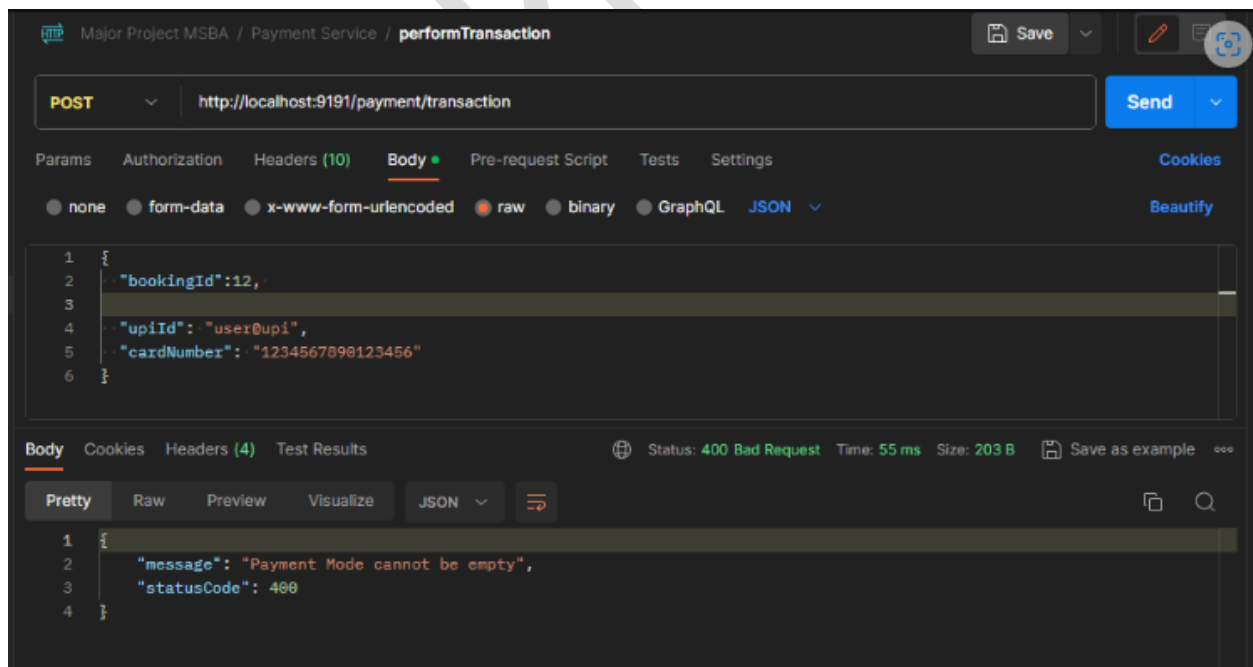 HTTP Major Project MSBA / Payment Service / performTransaction Save
POST http://localhost:9191/payment/transaction Send
Params Authorization Headers (10) Body Pre-request Script Tests Settings Cookies
none form-data x-www-form-urlencoded raw binary GraphQL JSON Beautify
1 {
2 "bookingId":12,
3
4 "upiId": "user@upi",
5 "cardNumber": "1234567890123456"
6 }
Body Cookies Headers (4) Test Results Status: 400 Bad Request Time: 55 ms Size: 203 B Save as example
Pretty Raw Preview Visualize JSON
1 {
2 "message": "Payment Mode cannot be empty",
3 "statusCode": 400
4 }